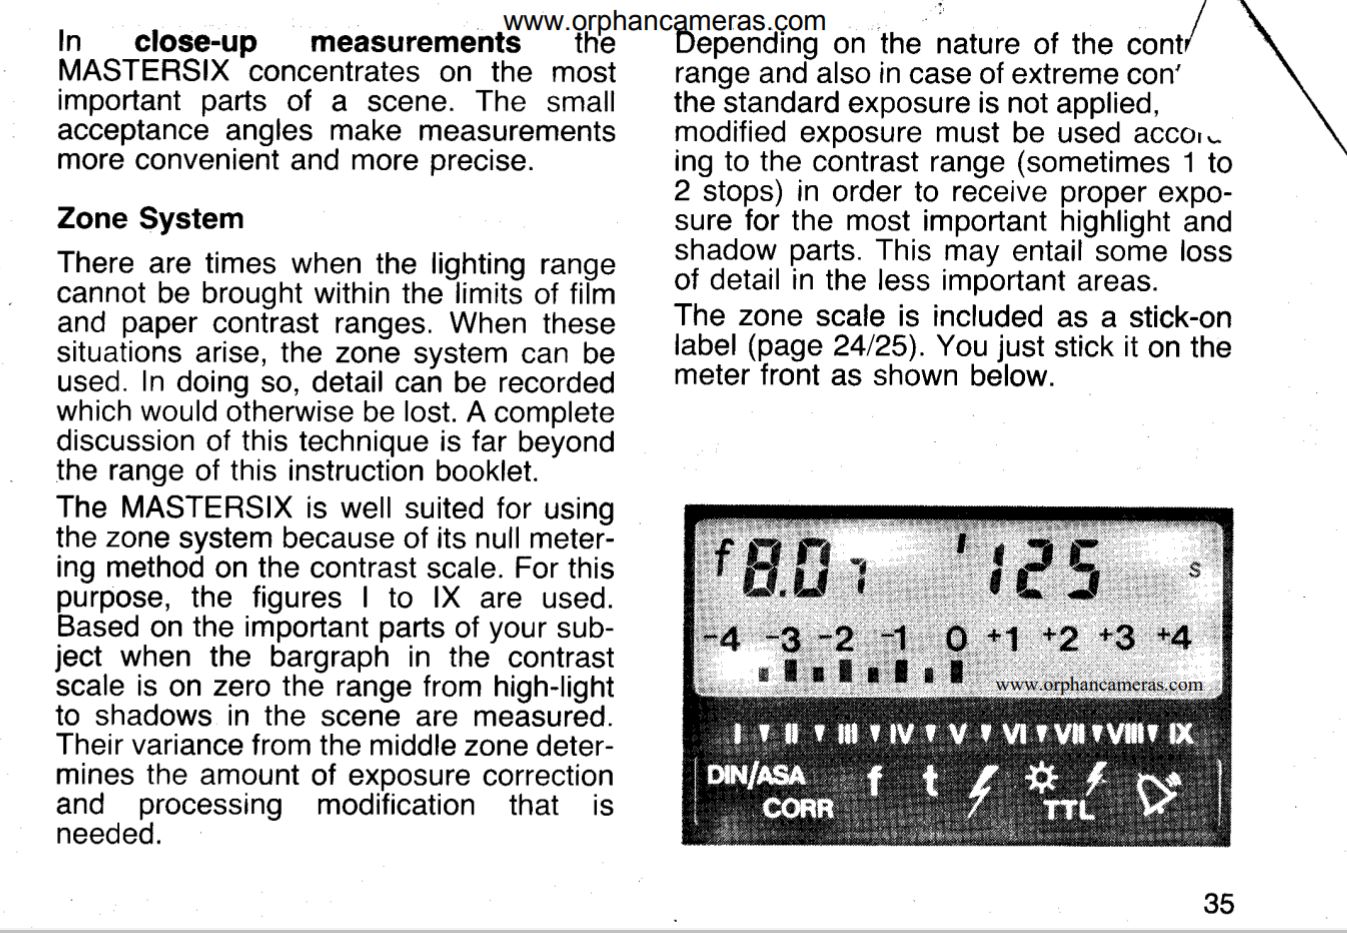 www.orphancameras.com
In close-up measurements the
MASTERSIX concentrates on the most
important parts of a scene. The small
acceptance angles make measurements
more convenient and more precise.
Zone System
There are times when the lighting range
cannot be brought within the limits of film
and paper contrast ranges. When these
situations arise, the zone system can be
used. In doing so, detail can be recorded
which would otherwise be lost. A complete
discussion of this technique is far beyond
the range of this instruction booklet.
The MASTERSIX is well suited for using
the zone system because of its null meter-
ing method on the contrast scale. For this
purpose, the figures I to IX are used.
Based on the important parts of your sub-
ject when the bargraph in the contrast
scale is on zero the range from high-light
to shadows in the scene are measured.
Their variance from the middle zone deter-
mines the amount of exposure correction
and processing modification that is
needed.
Depending on the nature of the
range and also in case of extreme
the standard exposure is not applied,
modified exposure must be used
ing to the contrast range (sometimes 1 to
2 stops) in order to receive proper expo-
sure for the most important highlight and
shadow parts. This may entail some loss
of detail in the less important areas.
The zone scale is included as a stick-on
label (page 24/25). You just stick it on the
meter front as shown below.
f 8.0 7 ' 125 s
-4 -3 -2 -1 0 +1 +2 +3 +4
www.orphancameras.com
I II III IV V VI VII VIII IX
DIN/ASA f t
CORR TTL
35